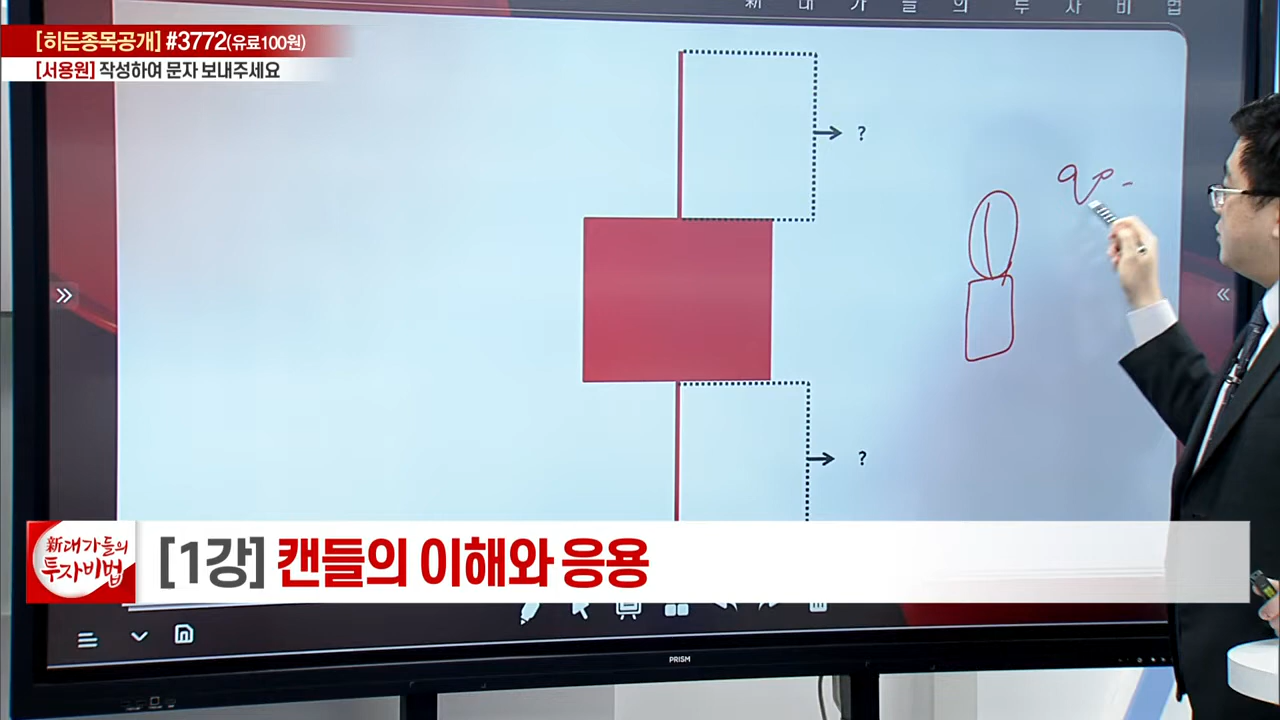 新 대 가 들 의 투 자 비 법
[히든종목공개] #3772(유료100원)
[서용원] 작성하여 문자 보내주세요
?
?
新대가들의
투자비법
[1강] 캔들의 이해와 응용
PRISM